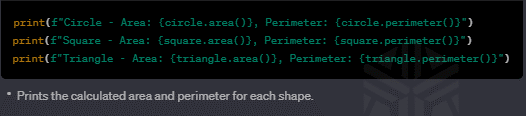 print(f"Circle - Area: {circle.area()}, Perimeter: {circle.perimeter()}")
print(f"Square - Area: {square.area()}, Perimeter: {square.perimeter()}")
print(f"Triangle - Area: {triangle.area()}, Perimeter: {triangle.perimeter()}")
• Prints the calculated area and perimeter for each shape.